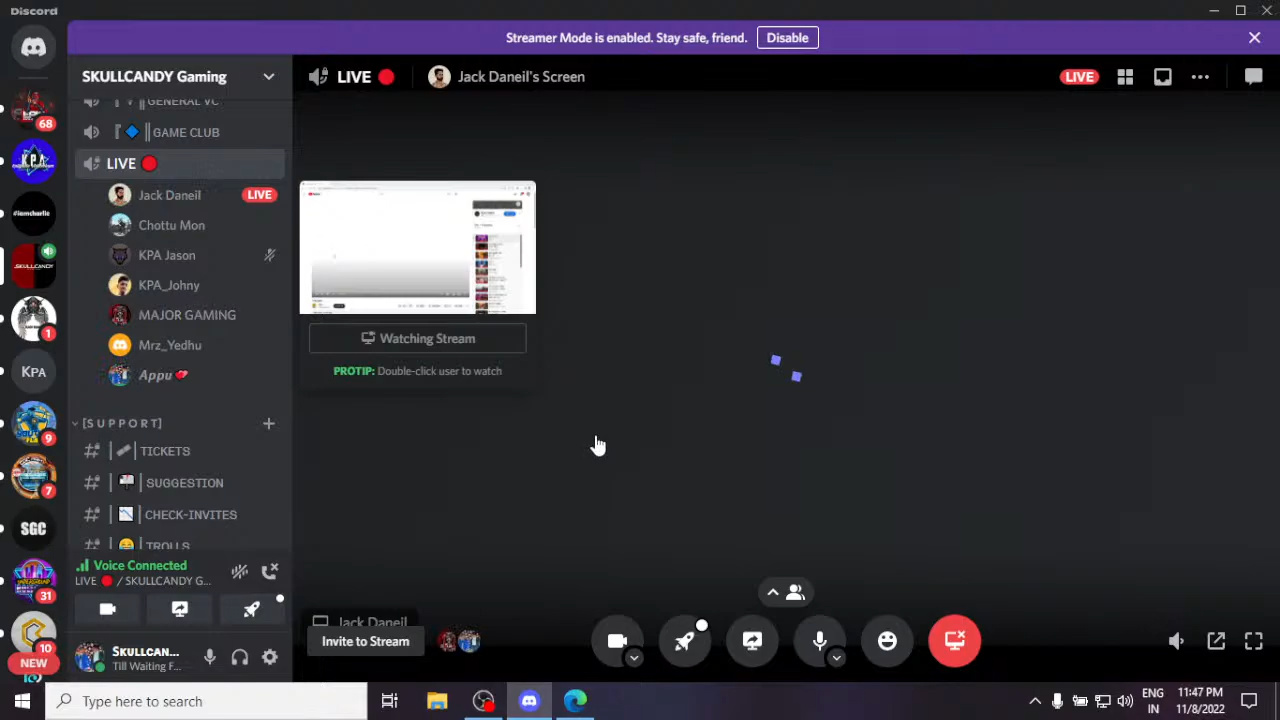 Discord
Streamer Mode is enabled. Stay safe, friend.
Disable
SKULLCANDY Gaming
LIVE
Jack Daneil's Screen
LIVE
68
GENERAL VC
GAME CLUB
KPA
LIVE
#iamcharlie
Jack Daneil
LIVE
Chottu Mon
SKULLCANDY
KPA Jason
KPA_Johny
MAJOR GAMING
1
Watching Stream
Mrz_Yedhu
PROTIP: Double-click user to watch
KPA
Appu
[SUPPORT]
9
TICKETS
SUGGESTION
7
CHECK-INVITES
SGC
TROLLS
Voice Connected
LIVE / SKULLCANDY G...
31
Jack Daneil
Invite to Stream
10
SKULLCAN...
Till Waiting F...
NEW
Type here to search
ENG
IN
11:47 PM
11/8/2022